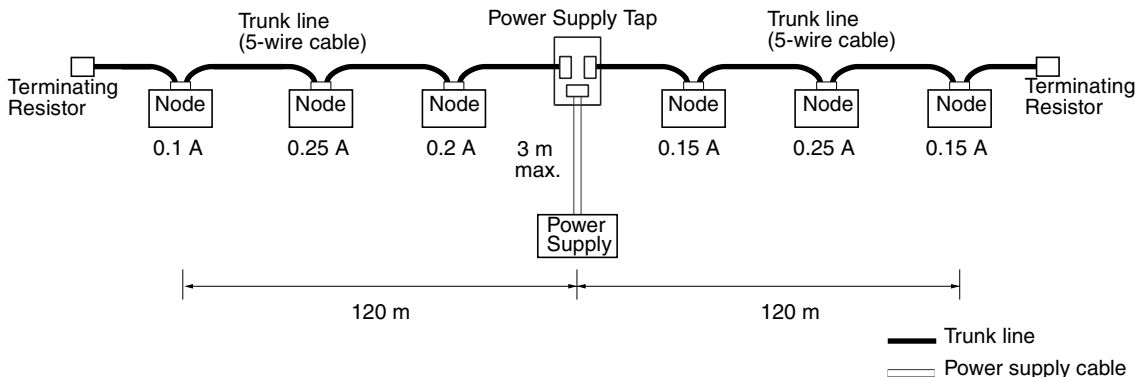 Trunk line
(5-wire cable)
Power Supply Tap
Trunk line
(5-wire cable)
Terminating
Resistor
Node
Node
Node
Node
Node
Node
Terminating
Resistor
0.1 A
0.25 A
0.2 A
3 m
max.
0.15 A
0.25 A
0.15 A
Power
Supply
120 m
120 m
Trunk line
Power supply cable